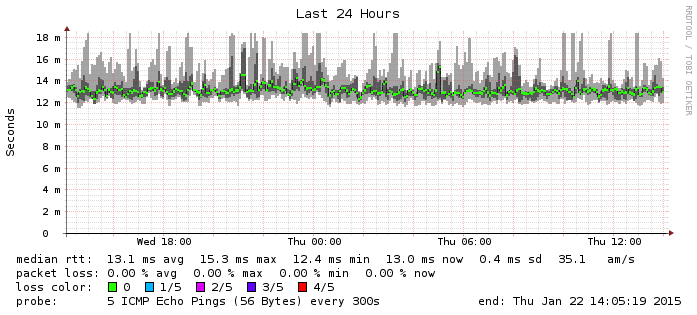 Last 24 Hours
RRDTOOL / TOBI OETIKER
Seconds
18 m
16 m
14 m
12 m
10 m
8 m
6 m
4 m
2 m
0
Wed 18:00 Thu 00:00 Thu 06:00 Thu 12:00
median rtt: 13.1 ms avg 15.3 ms max 12.4 ms min 13.0 ms now 0.4 ms sd 35.1 am/s
packet loss: 0.00 % avg 0.00 % max 0.00 % min 0.00 % now
loss color: 0 1/5 2/5 3/5 4/5
probe: 5 ICMP Echo Pings (56 Bytes) every 300s end: Thu Jan 22 14:05:19 2015